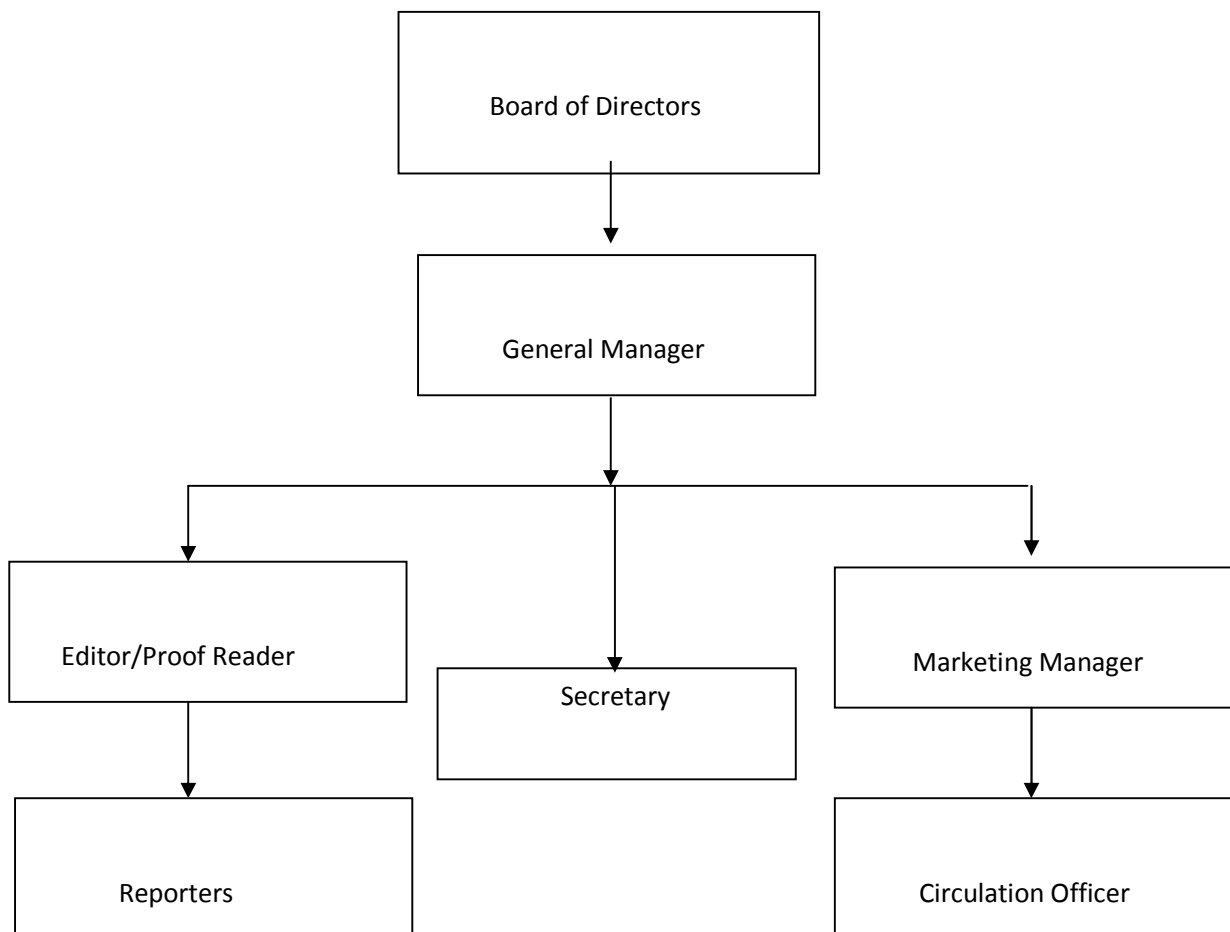 Board of Directors
General Manager
Editor/Proof Reader
Secretary
Marketing Manager
Reporters
Circulation Officer